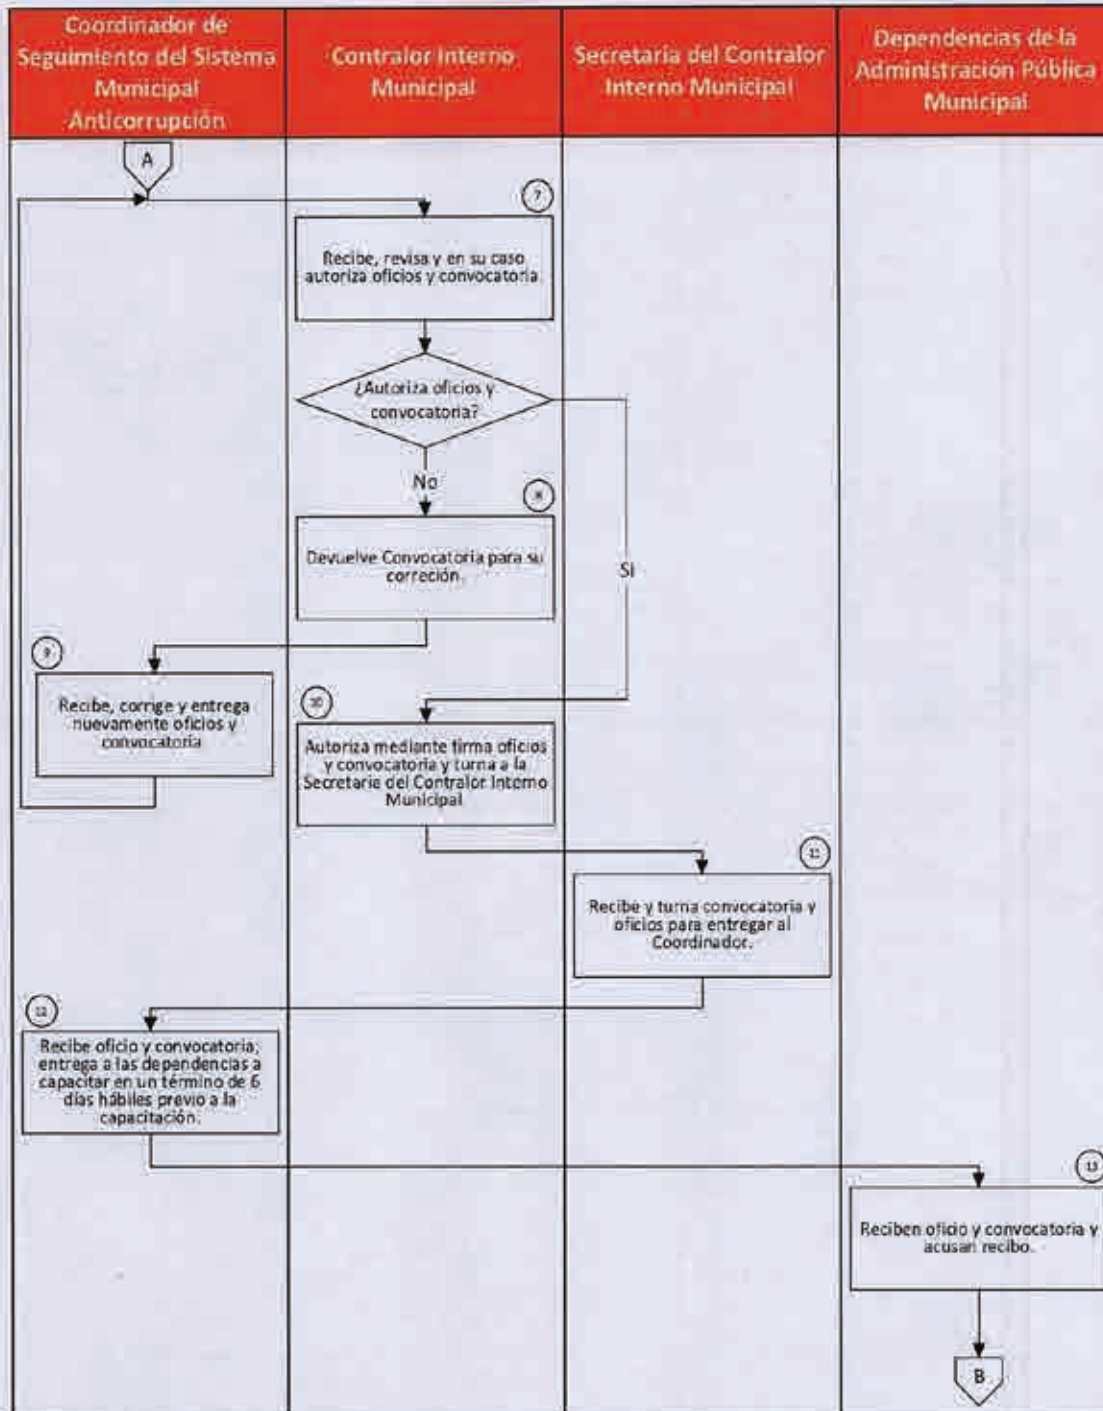 Coordinador de
Seguimiento del Sistema
Municipal
Anticorrupción
Contralor Interno
Municipal
Secretaria del Contralor
Interno Municipal
Dependencias de la
Administración Pública
Municipal
A
7
Recibe, revisa y en su caso
autoriza oficios y convocatoria.
¿Autoriza oficios y
convocatoria?
No
8
Devuelve Convocatoria para su
correción.
Si
9
Recibe, corrige y entrega
nuevamente oficios y
convocatoria
10
Autoriza mediante firma oficios
y convocatoria y turna a la
Secretaria del Contralor Interno
Municipal
11
Recibe y turna convocatoria y
oficios para entregar al
Coordinador.
12
Recibe oficio y convocatoria;
entrega a las dependencias a
capacitar en un término de 6
días hábiles previo a la
capacitación.
13
Reciben oficio y convocatoria y
acusan recibo.
B